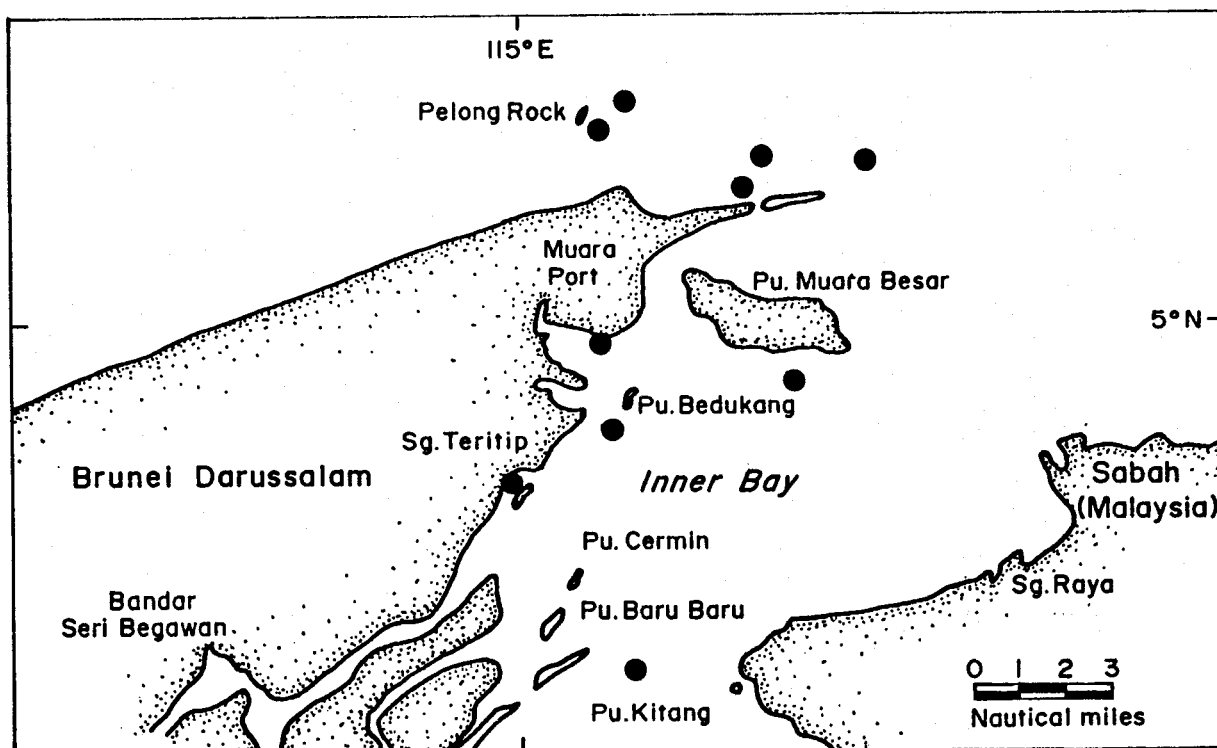 115°E
Pelong Rock
Muara
Port
Pu. Muara Besar
5°N
Pu. Bedukang
Sg. Teritip
Brunei Darussalam
Inner Bay
Sabah
(Malaysia)
Pu. Cermin
Sg. Raya
Bandar
Seri Begawan
Pu. Baru Baru
0 1 2 3
Nautical miles
Pu. Kitang